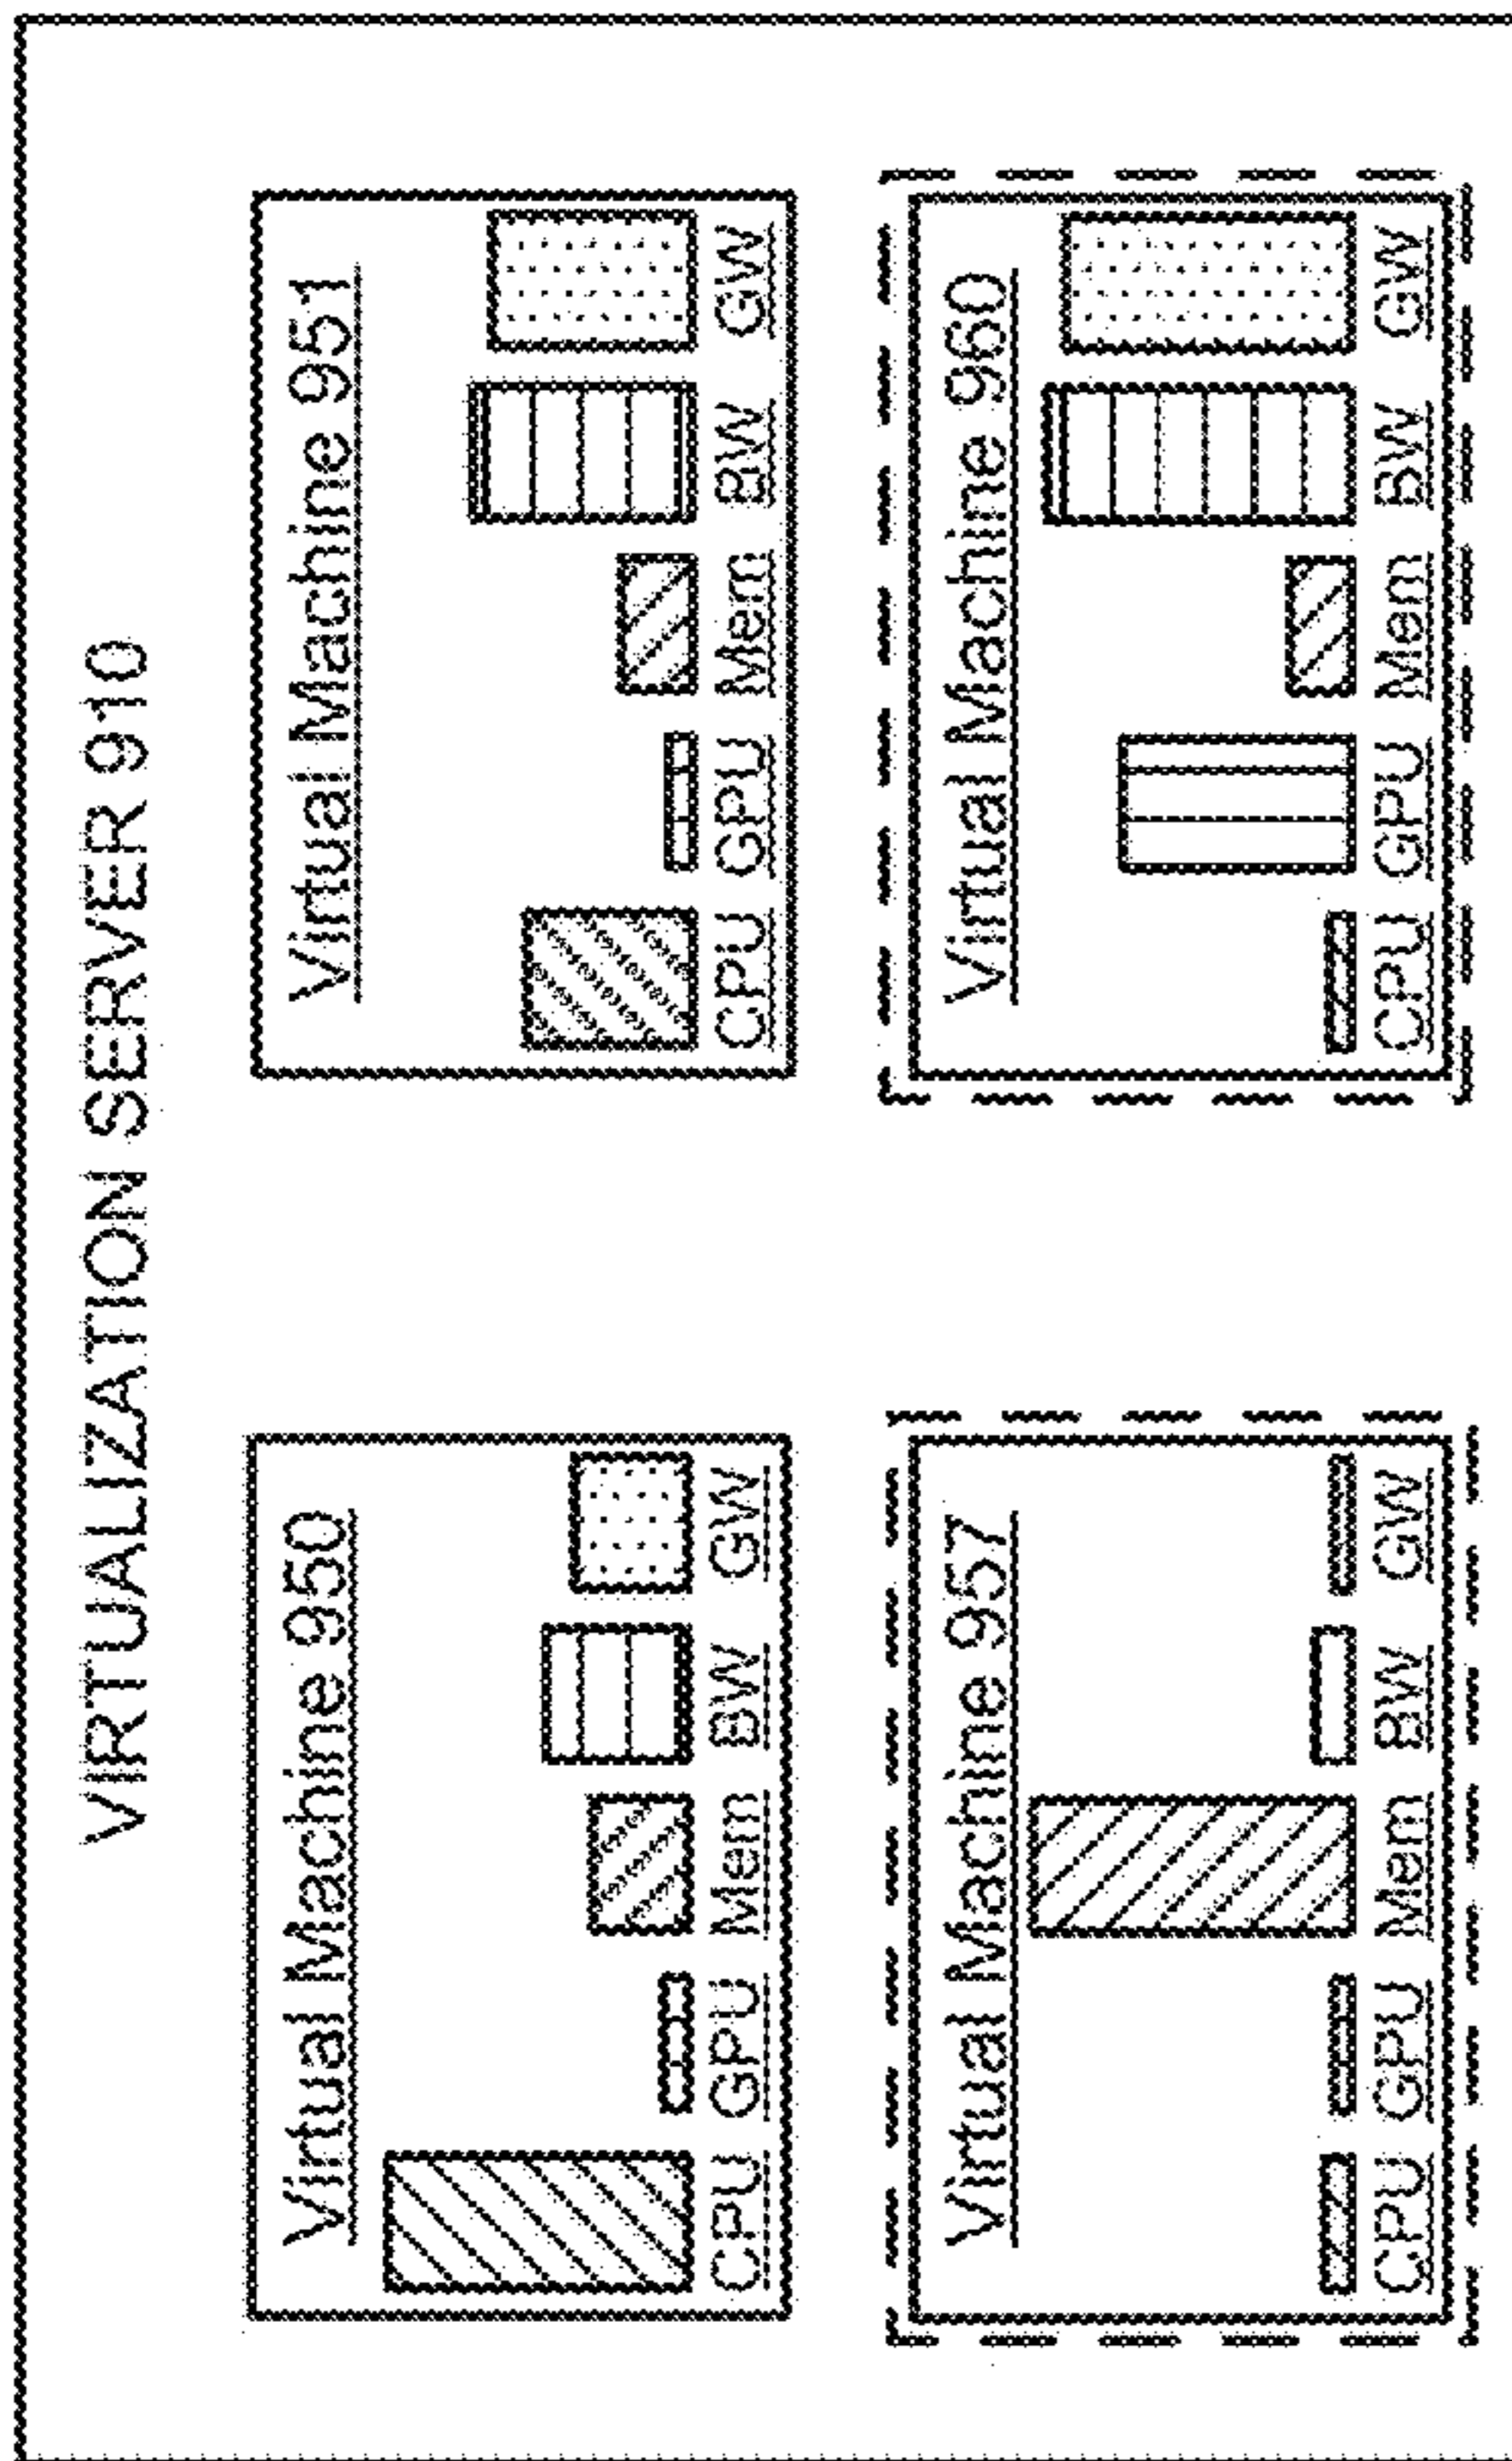 VIRTUALIZATION SERVER 910
Virtual Machine 950
CPU GPU Mem BW GW
Virtual Machine 951
CPU GPU Mem BW GW
Virtual Machine 957
CPU GPU Mem BW GW
Virtual Machine 960
CPU GPU Mem BW GW